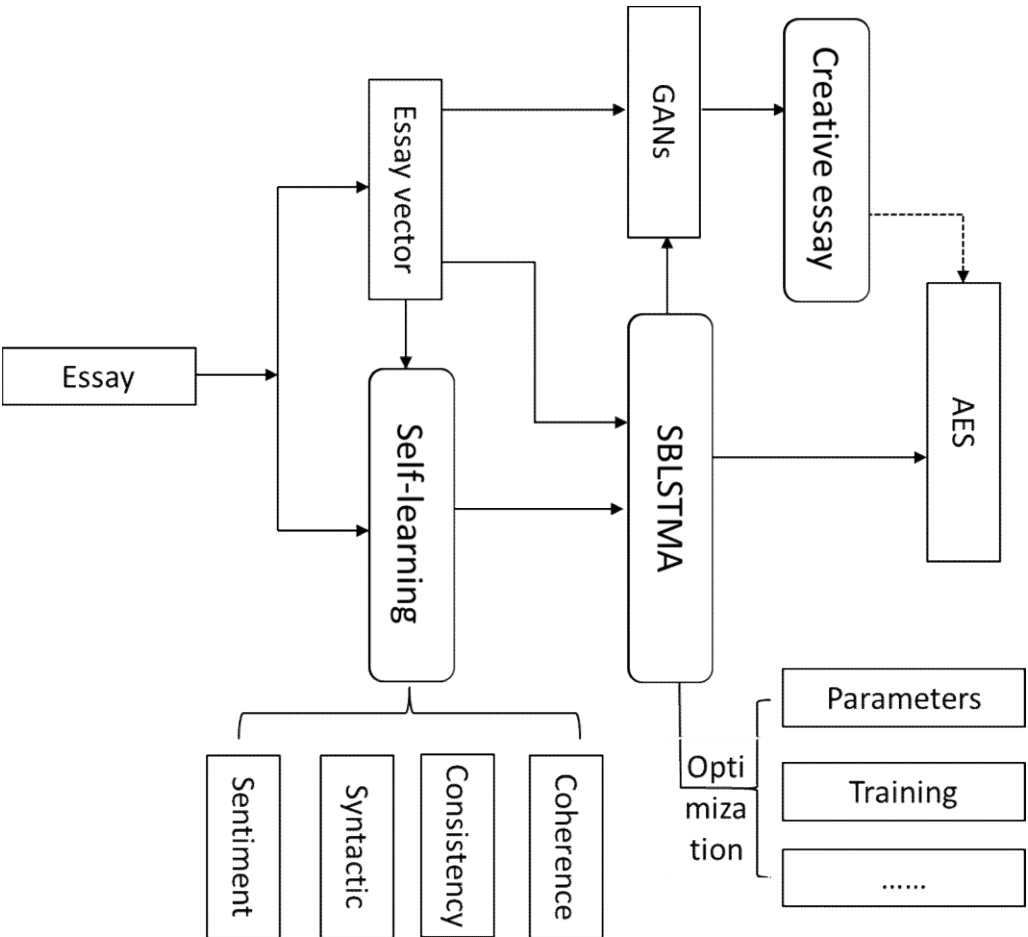 Essay
Essay vector
Self-learning
GANs
SBLSTMA
Creative essay
AES
Sentiment
Syntactic
Consistency
Coherence
Opti
miza
tion
Parameters
Training
......